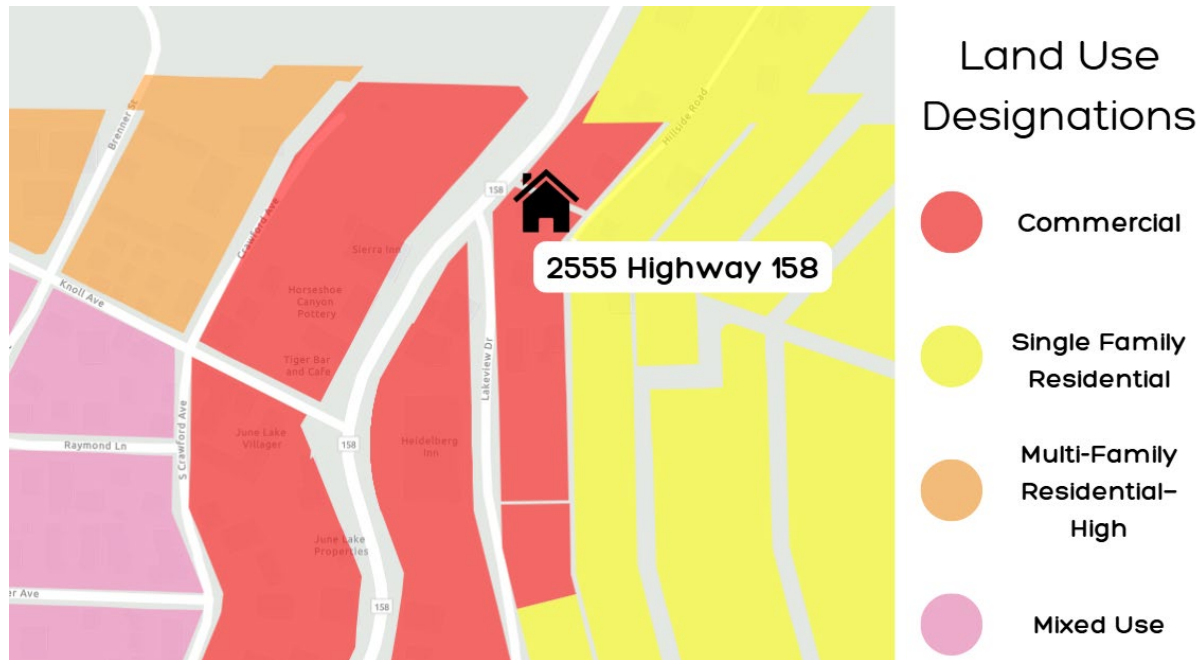 Land Use
Designations
Commercial
Single Family
Residential
Multi-Family
Residential–
High
Mixed Use
Brenner St
Hillside Road
158
Crawford Ave
Sierra Inn
2555 Highway 158
Knoll Ave
Horseshoe
Canyon
Pottery
Tiger Bar
and Cafe
Lakeview Dr
S Crawford Ave
June Lake
Villager
158
Heidelberg
Inn
Raymond Ln
June Lake
Properties
er Ave
158